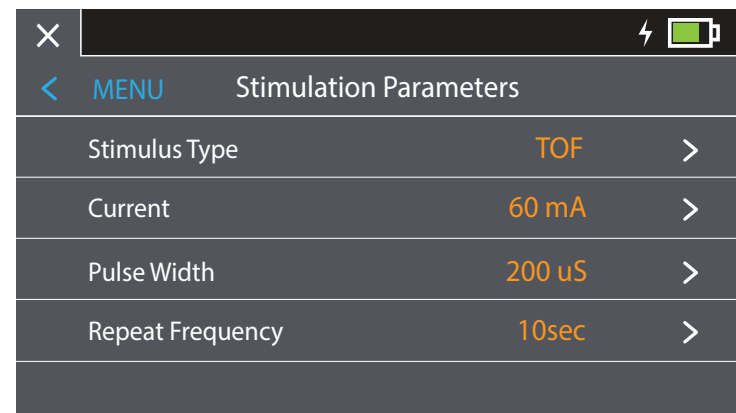 MENU Stimulation Parameters
Stimulus Type TOF
Current 60 mA
Pulse Width 200 uS
Repeat Frequency 10sec